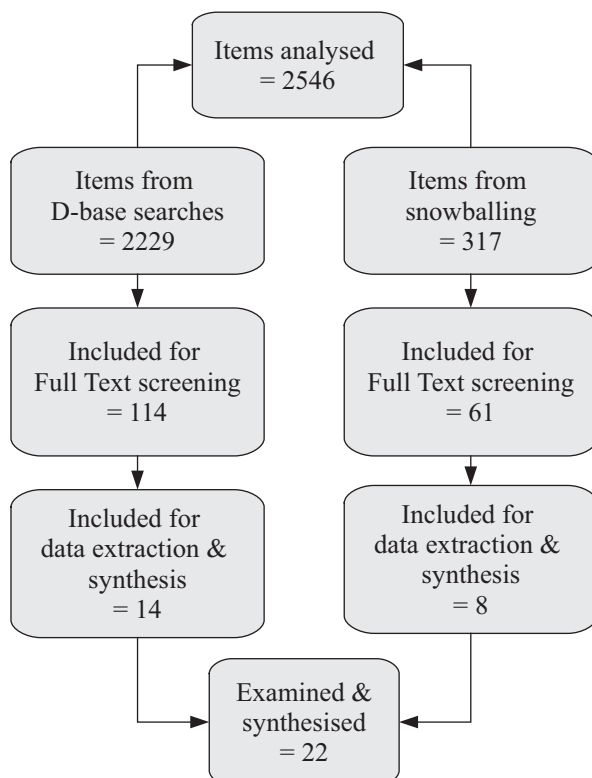 Items analysed
= 2546
Items from
D-base searches
= 2229
Items from
snowballing
= 317
Included for
Full Text screening
= 114
Included for
Full Text screening
= 61
Included for
data extraction &
synthesis
= 14
Included for
data extraction &
synthesis
= 8
Examined &
synthesised
= 22